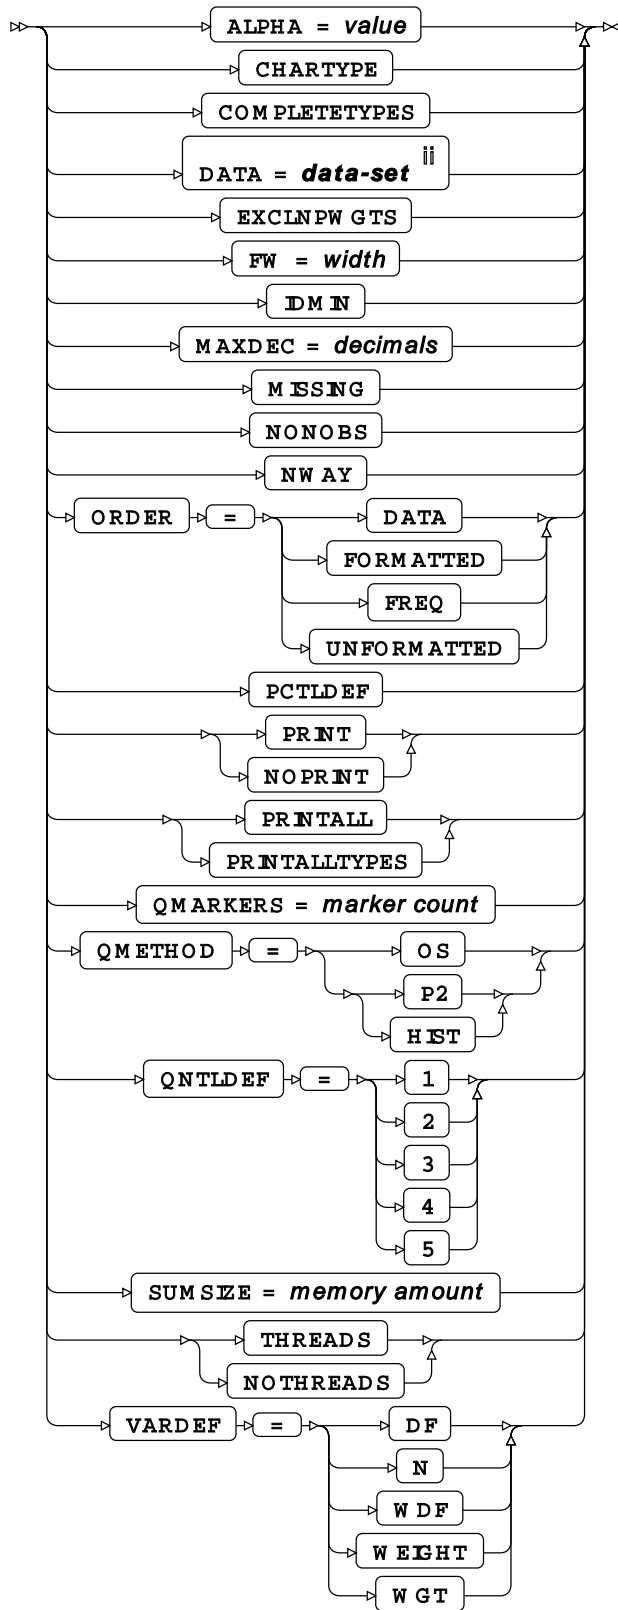 ALPHA = value
CHARTYPE
COMPLETETYPES
DATA = data-set ii
EXCLNPWGTS
FW = width
IDMIN
MAXDEC = decimals
MISSING
NONOBS
NWAY
ORDER = DATA
FORMATTED
FREQ
UNFORMATTED
PCTLDEF
PRINT
NOPRINT
PRINTALL
PRINTALLTYPES
QMARKERS = marker count
QMETHOD = OS
P2
HIST
QNTLDEF = 1
2
3
4
5
SUMSIZE = memory amount
THREADS
NOTHREADS
VARDEF = DF
N
WDF
WEIGHT
WGT